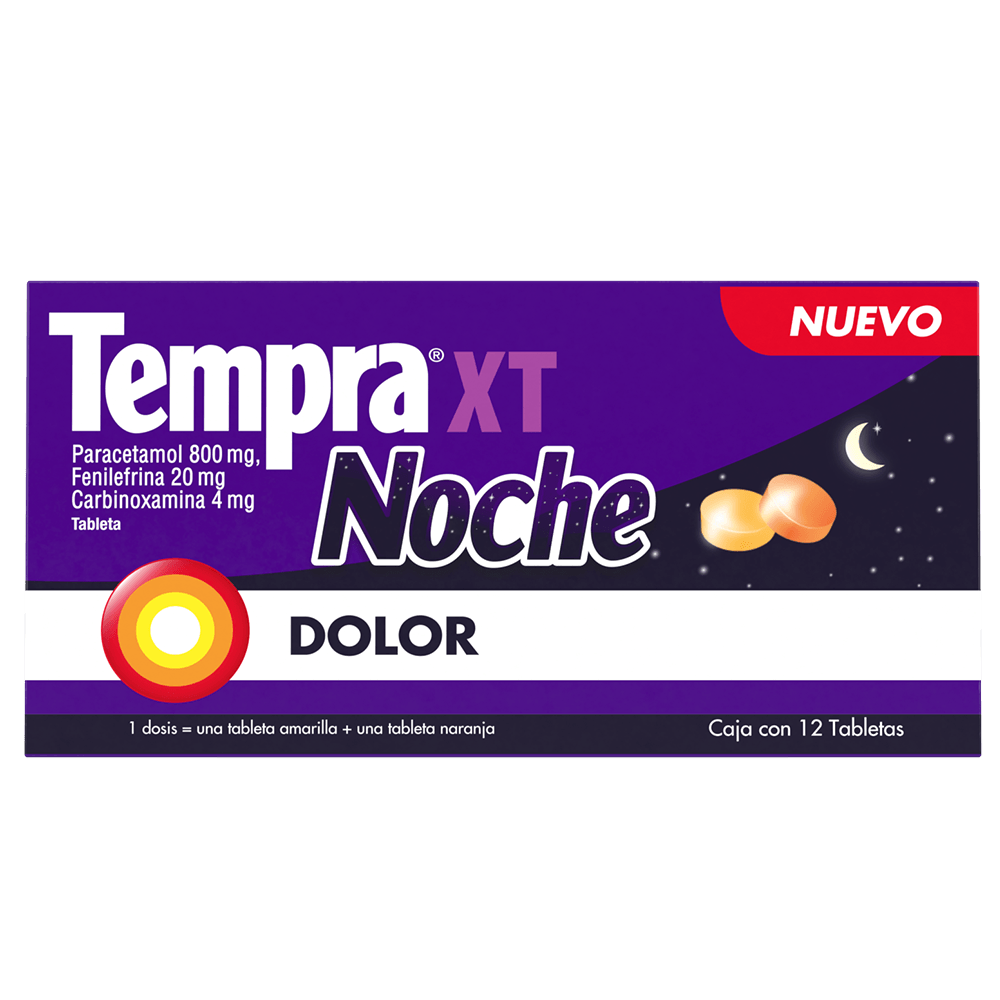 NUEVO
Tempra® XT
Paracetamol 800 mg,
Fenilefrina 20 mg
Carbinoxamina 4 mg
Tableta
Noche
DOLOR
1 dosis = una tableta amarilla + una tableta naranja
Caja con 12 Tabletas